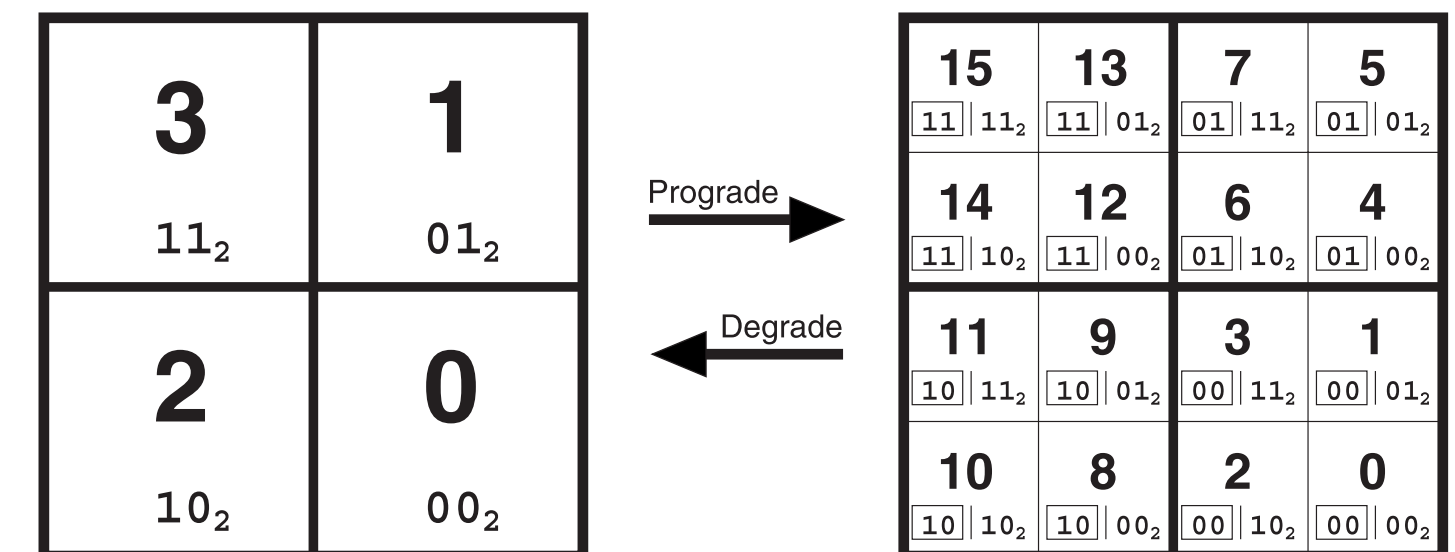 3 1
11₂ 01₂
2 0
10₂ 00₂
Prograde
Degrade
15 13 7 5
11 | 11₂ 11 | 01₂ 01 | 11₂ 01 | 01₂
14 12 6 4
11 | 10₂ 11 | 00₂ 01 | 10₂ 01 | 00₂
11 9 3 1
10 | 11₂ 10 | 01₂ 00 | 11₂ 00 | 01₂
10 8 2 0
10 | 10₂ 10 | 00₂ 00 | 10₂ 00 | 00₂